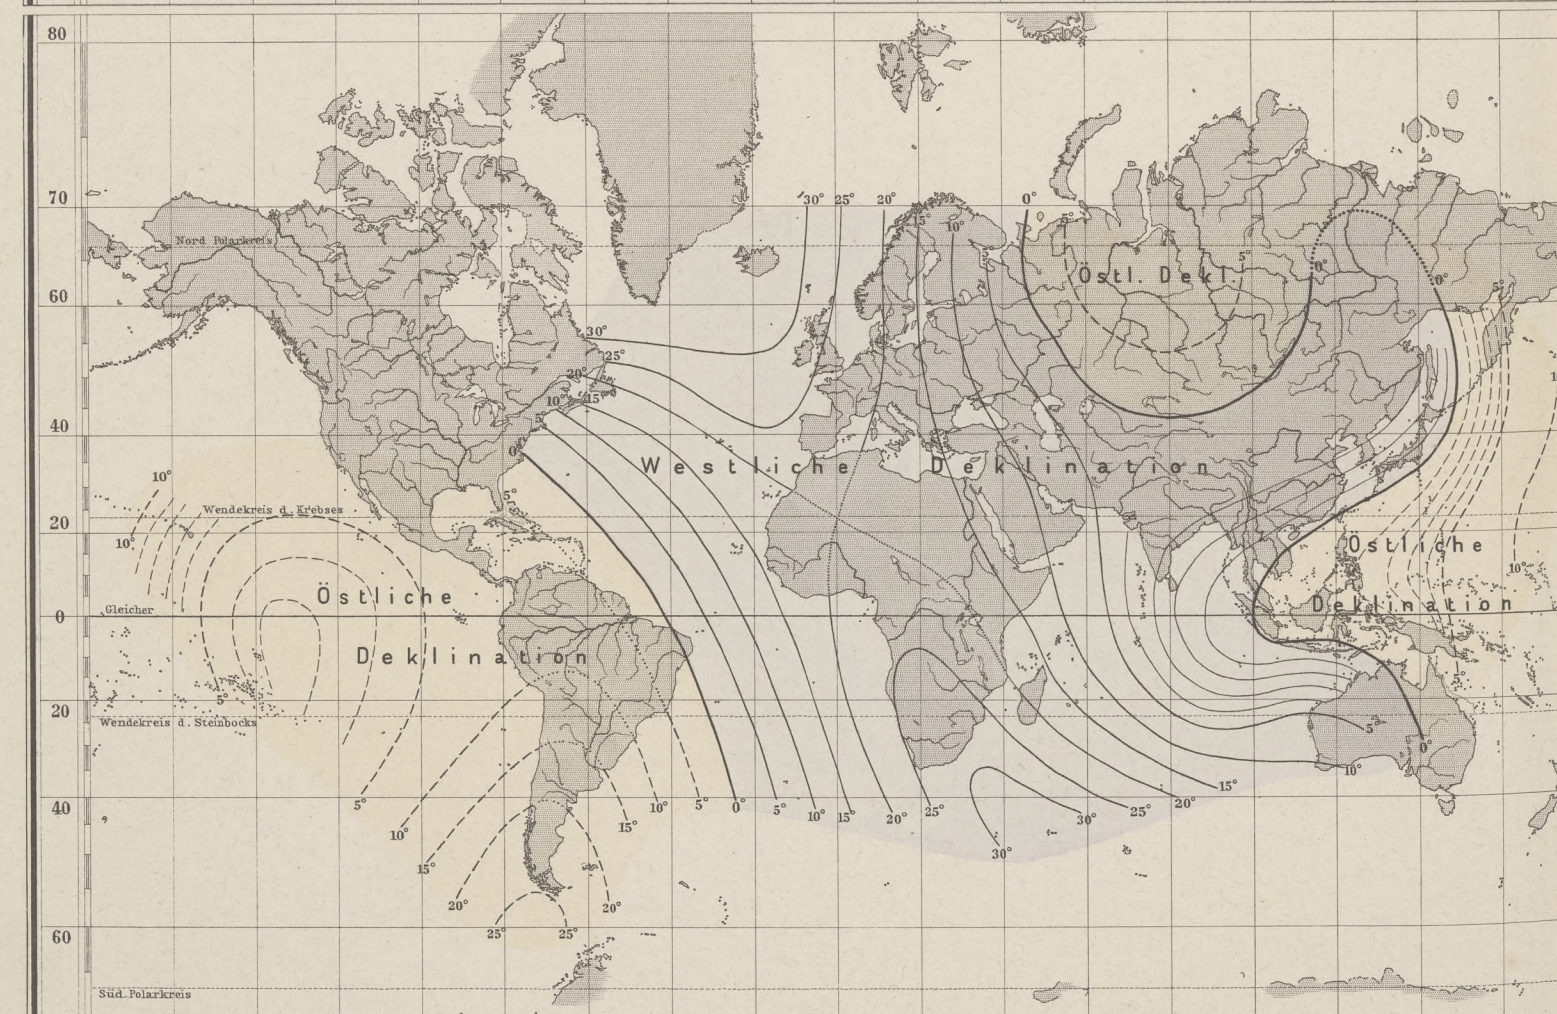 80
70
30° 25° 20° 15° 10° 0° 5°
Nord Polarkreis
Östl. Dekl. 5° 0° 0° 5°
60
30°
25°
20°
10° 15°
5°
40
0°
Westliche Deklination
10°
5°
Wendekreis d. Krebses
20
10°
Östliche
10°
Östliche
Gleicher
Deklination
0
Deklination
5°
5°
20
Wendekreis d. Steinbocks
5°
0°
10°
15°
40
5° 10° 5° 0° 5° 10° 15° 20° 25° 30° 25° 20°
10° 15°
15°
30°
20° 20°
25° 25°
60
Süd Polarkreis